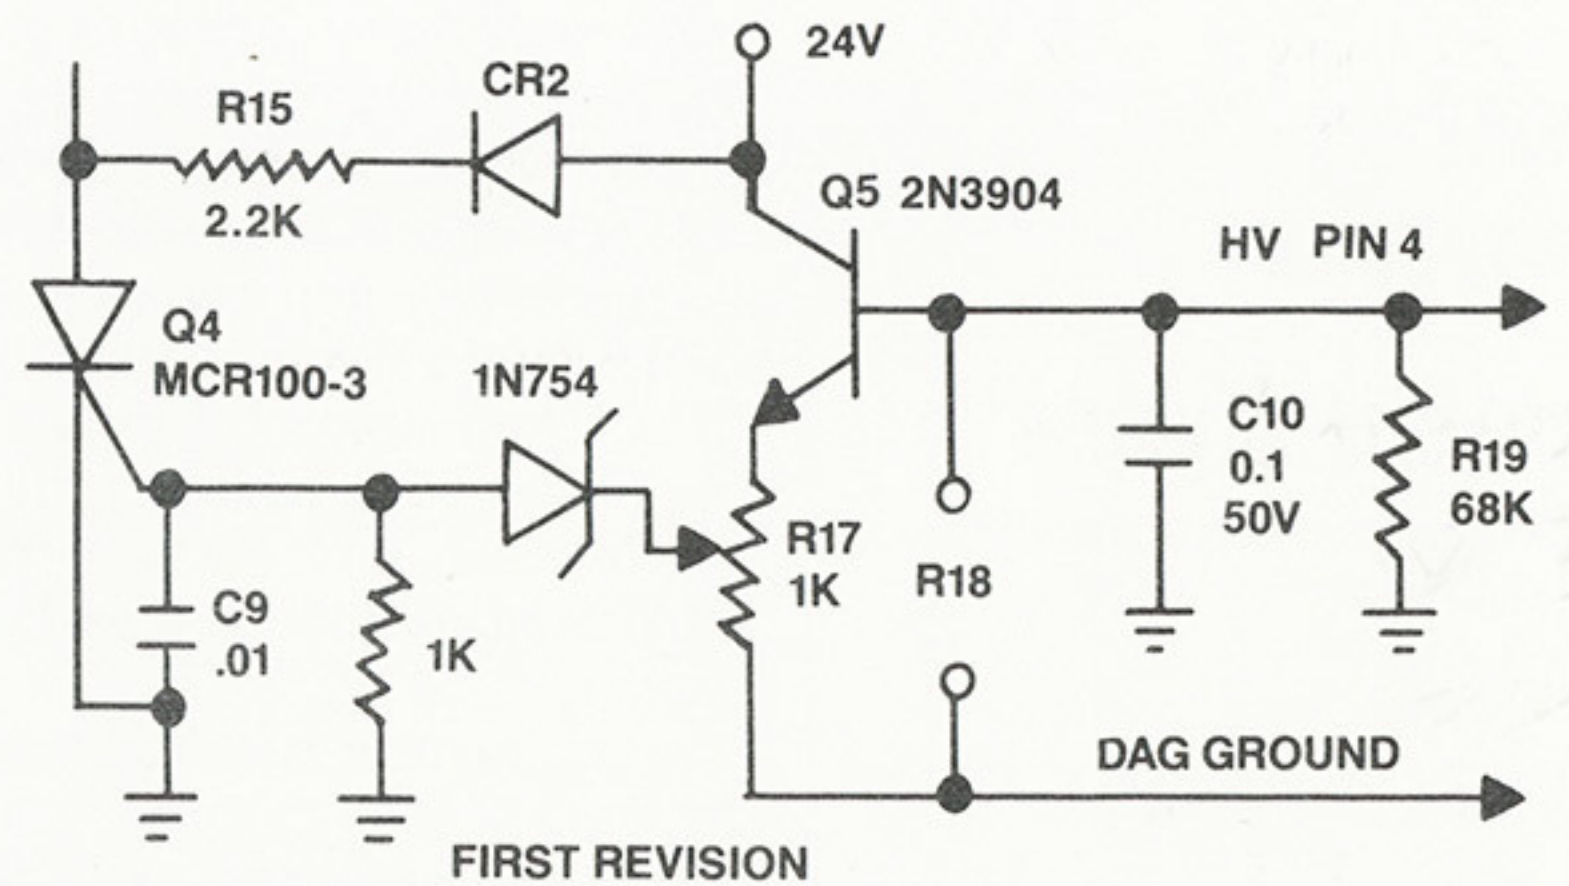 24V
CR2
R15
2.2K
Q5 2N3904
HV PIN 4
Q4
MCR100-3
1N754
C10
0.1
50V
R19
68K
R17
1K
R18
C9
.01
1K
DAG GROUND
FIRST REVISION